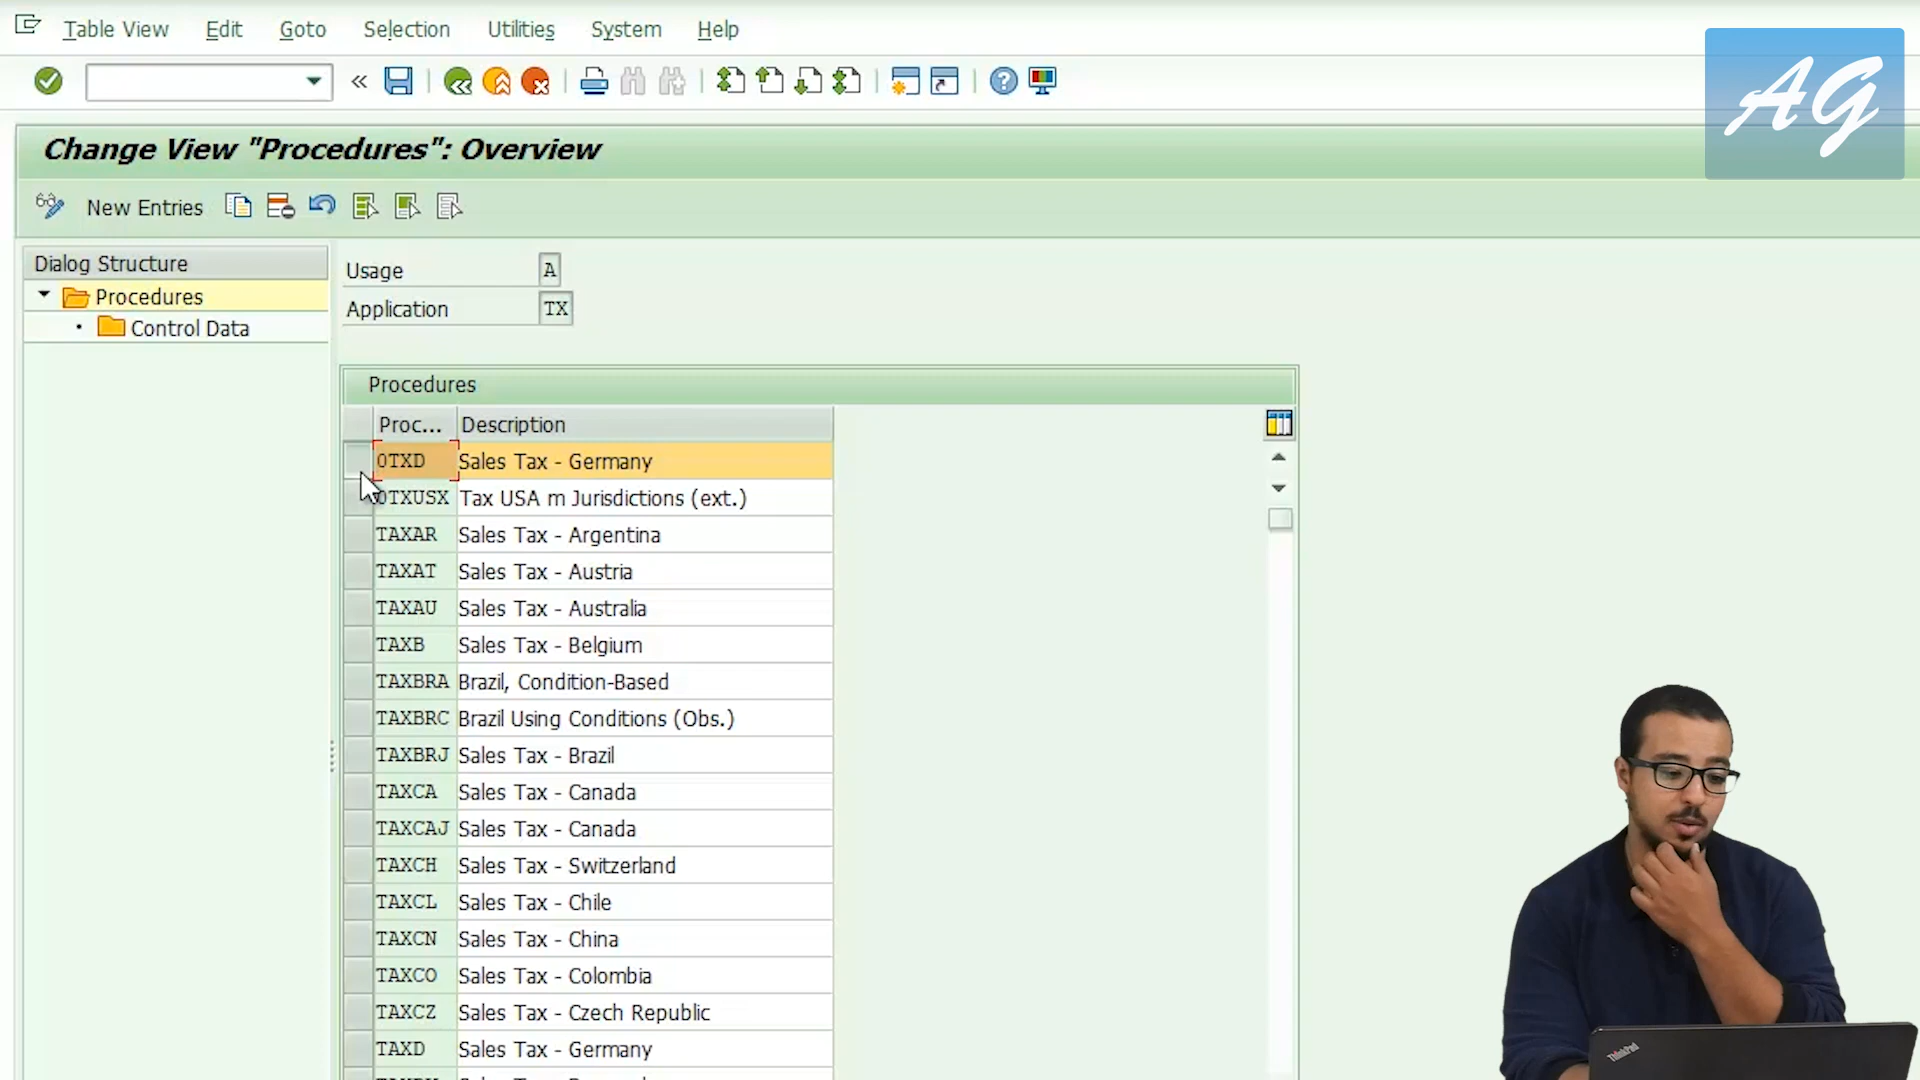 Table View Edit Goto Selection Utilities System Help
AG
Change View "Procedures": Overview
New Entries
Dialog Structure
Procedures
Control Data
Usage A
Application TX
Procedures
Proc... Description
0TXD Sales Tax - Germany
0TXUSX Tax USA m Jurisdictions (ext.)
TAXAR Sales Tax - Argentina
TAXAT Sales Tax - Austria
TAXAU Sales Tax - Australia
TAXB Sales Tax - Belgium
TAXBRA Brazil, Condition-Based
TAXBRC Brazil Using Conditions (Obs.)
TAXBRJ Sales Tax - Brazil
TAXCA Sales Tax - Canada
TAXCAJ Sales Tax - Canada
TAXCH Sales Tax - Switzerland
TAXCL Sales Tax - Chile
TAXCN Sales Tax - China
TAXCO Sales Tax - Colombia
TAXCZ Sales Tax - Czech Republic
TAXD Sales Tax - Germany
ThinkPad